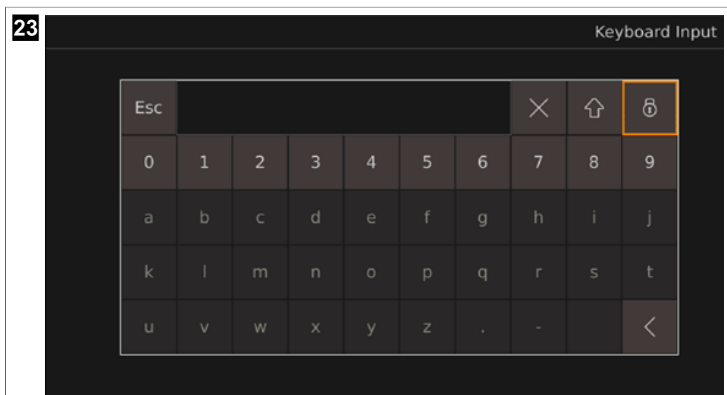 23
Keyboard Input
Esc
0 1 2 3 4 5 6 7 8 9
a b c d e f g h i j
k l m n o p q r s t
u v w x y z . -